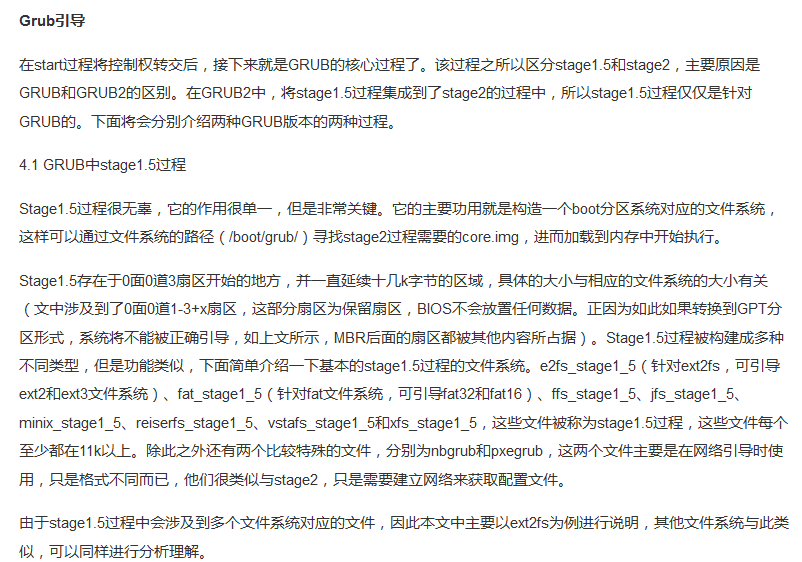 Grub引导
在start过程将控制权转交后，接下来就是GRUB的核心过程了。该过程之所以区分stage1.5和stage2，主要原因是
GRUB和GRUB2的区别。在GRUB2中，将stage1.5过程集成到了stage2的过程中，所以stage1.5过程仅仅是针对
GRUB的。下面将会分别介绍两种GRUB版本的两种过程。
4.1 GRUB中stage1.5过程
Stage1.5过程很无辜，它的作用很单一，但是非常关键。它的主要功用就是构造一个boot分区系统对应的文件系统，
这样可以通过文件系统的路径（/boot/grub/）寻找stage2过程需要的core.img，进而加载到内存中开始执行。
Stage1.5存在于0面0道3扇区开始的地方，并一直延续十几k字节的区域，具体的大小与相应的文件系统的大小有关
（文中涉及到了0面0道1-3+x扇区，这部分扇区为保留扇区，BIOS不会放置任何数据。正因为如此如果转换到GPT分
区形式，系统将不能被正确引导，如上文所示，MBR后面的扇区都被其他内容所占据）。Stage1.5过程被构建成多种
不同类型，但是功能类似，下面简单介绍一下基本的stage1.5过程的文件系统。e2fs_stage1_5（针对ext2fs，可引导
ext2和ext3文件系统）、fat_stage1_5（针对fat文件系统，可引导fat32和fat16）、ffs_stage1_5、jfs_stage1_5、
minix_stage1_5、reiserfs_stage1_5、vstafs_stage1_5和xfs_stage1_5，这些文件被称为stage1.5过程，这些文件每个
至少都在11k以上。除此之外还有两个比较特殊的文件，分别为nbgrub和pxegrub，这两个文件主要是在网络引导时使
用，只是格式不同而已，他们很类似与stage2，只是需要建立网络来获取配置文件。
由于stage1.5过程中会涉及到多个文件系统对应的文件，因此本文中主要以ext2fs为例进行说明，其他文件系统与此类
似，可以同样进行分析理解。